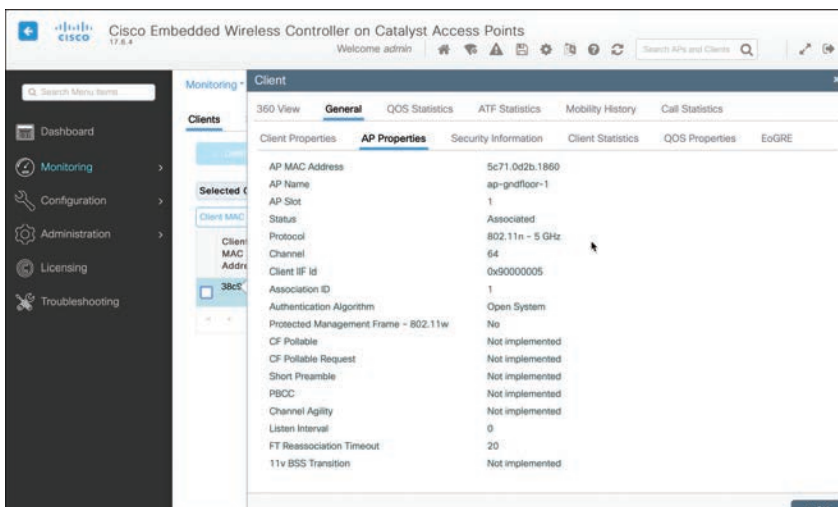 cisco
Cisco Embedded Wireless Controller on Catalyst Access Points
17.6.4
Welcome admin
Search APs and Clients
Search Menu Items
Dashboard
Monitoring
Configuration
Administration
Licensing
Troubleshooting
Monitoring
Clients
Selected
Client MAC
Client
MAC
Addre
Client
360 View General QOS Statistics ATF Statistics Mobility History Call Statistics
Client Properties AP Properties Security Information Client Statistics QOS Properties EoGRE
AP MAC Address 5c71.0d2b.1860
AP Name ap-gndfloor-1
AP Slot 1
Status Associated
Protocol 802.11n - 5 GHz
Channel 64
Client IIF Id 0x90000005
Association ID 1
Authentication Algorithm Open System
Protected Management Frame - 802.11w No
CF Pollable Not implemented
CF Pollable Request Not implemented
Short Preamble Not implemented
PBCC Not implemented
Channel Agility Not implemented
Listen Interval 0
FT Reassociation Timeout 20
11v BSS Transition Not implemented